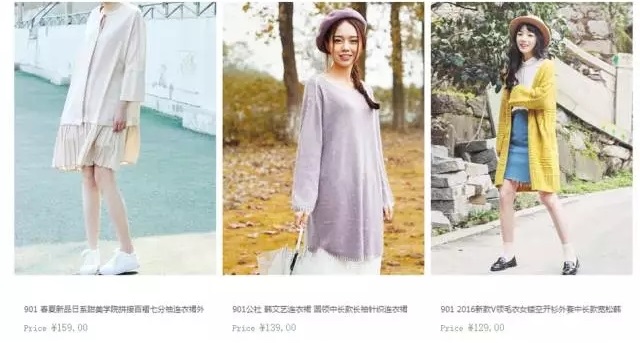 901 春夏新品日系甜美学院拼接百褶七分袖连衣裙外
Price ¥159.00
901公社 韩文艺连衣裙 圆领中长款长袖针织连衣裙
Price ¥139.00
901 2016新款V领毛衣女镂空开衫外套中长款宽松韩
Price ¥129.00